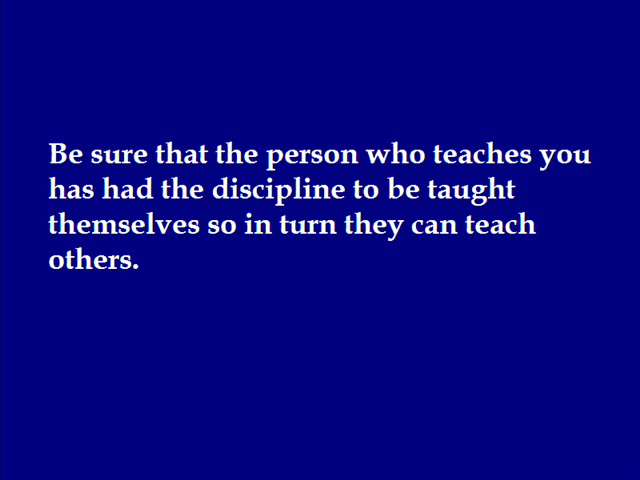 Be sure that the person who teaches you
has had the discipline to be taught
themselves so in turn they can teach
others.